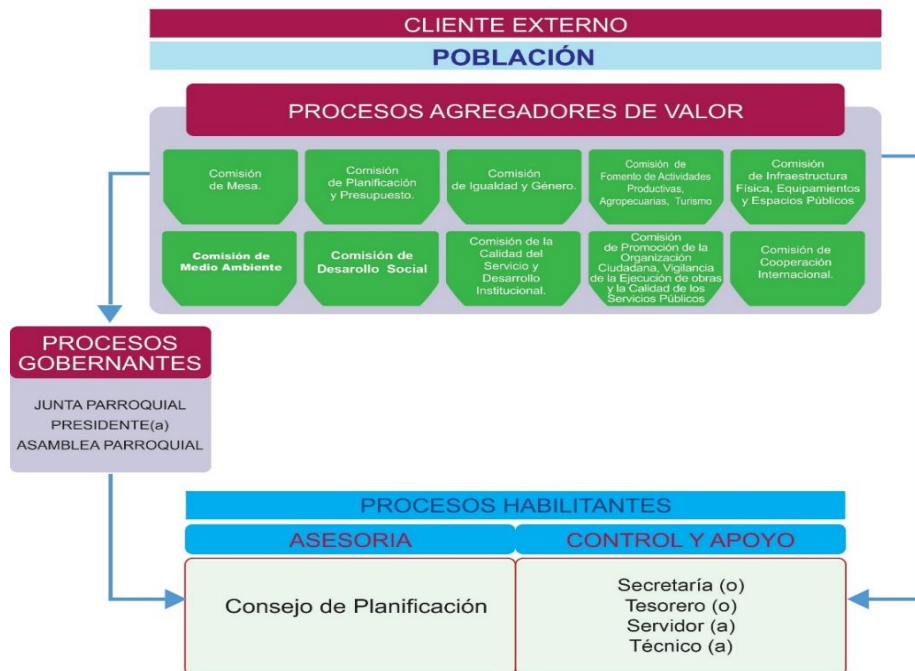 CLIENTE EXTERNO
POBLACIÓN
PROCESOS AGREGADORES DE VALOR
Comisión
de Mesa.
Comisión
de Planificación
y Presupuesto.
Comisión
de Igualdad y Género.
Comisión de
Fomento de Actividades
Productivas,
Agropecuarias, Turismo
Comisión
de Infraestructura
Física, Equipamientos
y Espacios Públicos
Comisión de
Medio Ambiente
Comisión de
Desarollo Social
Comisión de la
Calidad del
Servicio y
Desarrollo
Institucional.
Comisión
de Promoción de la
Organización
Ciudadana, Vigilancia
de la Ejecución de obras
y la Calidad de los
Servicios Públicos
Comisión de
Cooperación
Internacional.
PROCESOS
GOBERNANTES
JUNTA PARROQUIAL
PRESIDENTE(a)
ASAMBLEA PARROQUIAL
PROCESOS HABILITANTES
ASESORIA
CONTROL Y APOYO
Consejo de Planificación
Secretaría (o)
Tesorero (o)
Servidor (a)
Técnico (a)